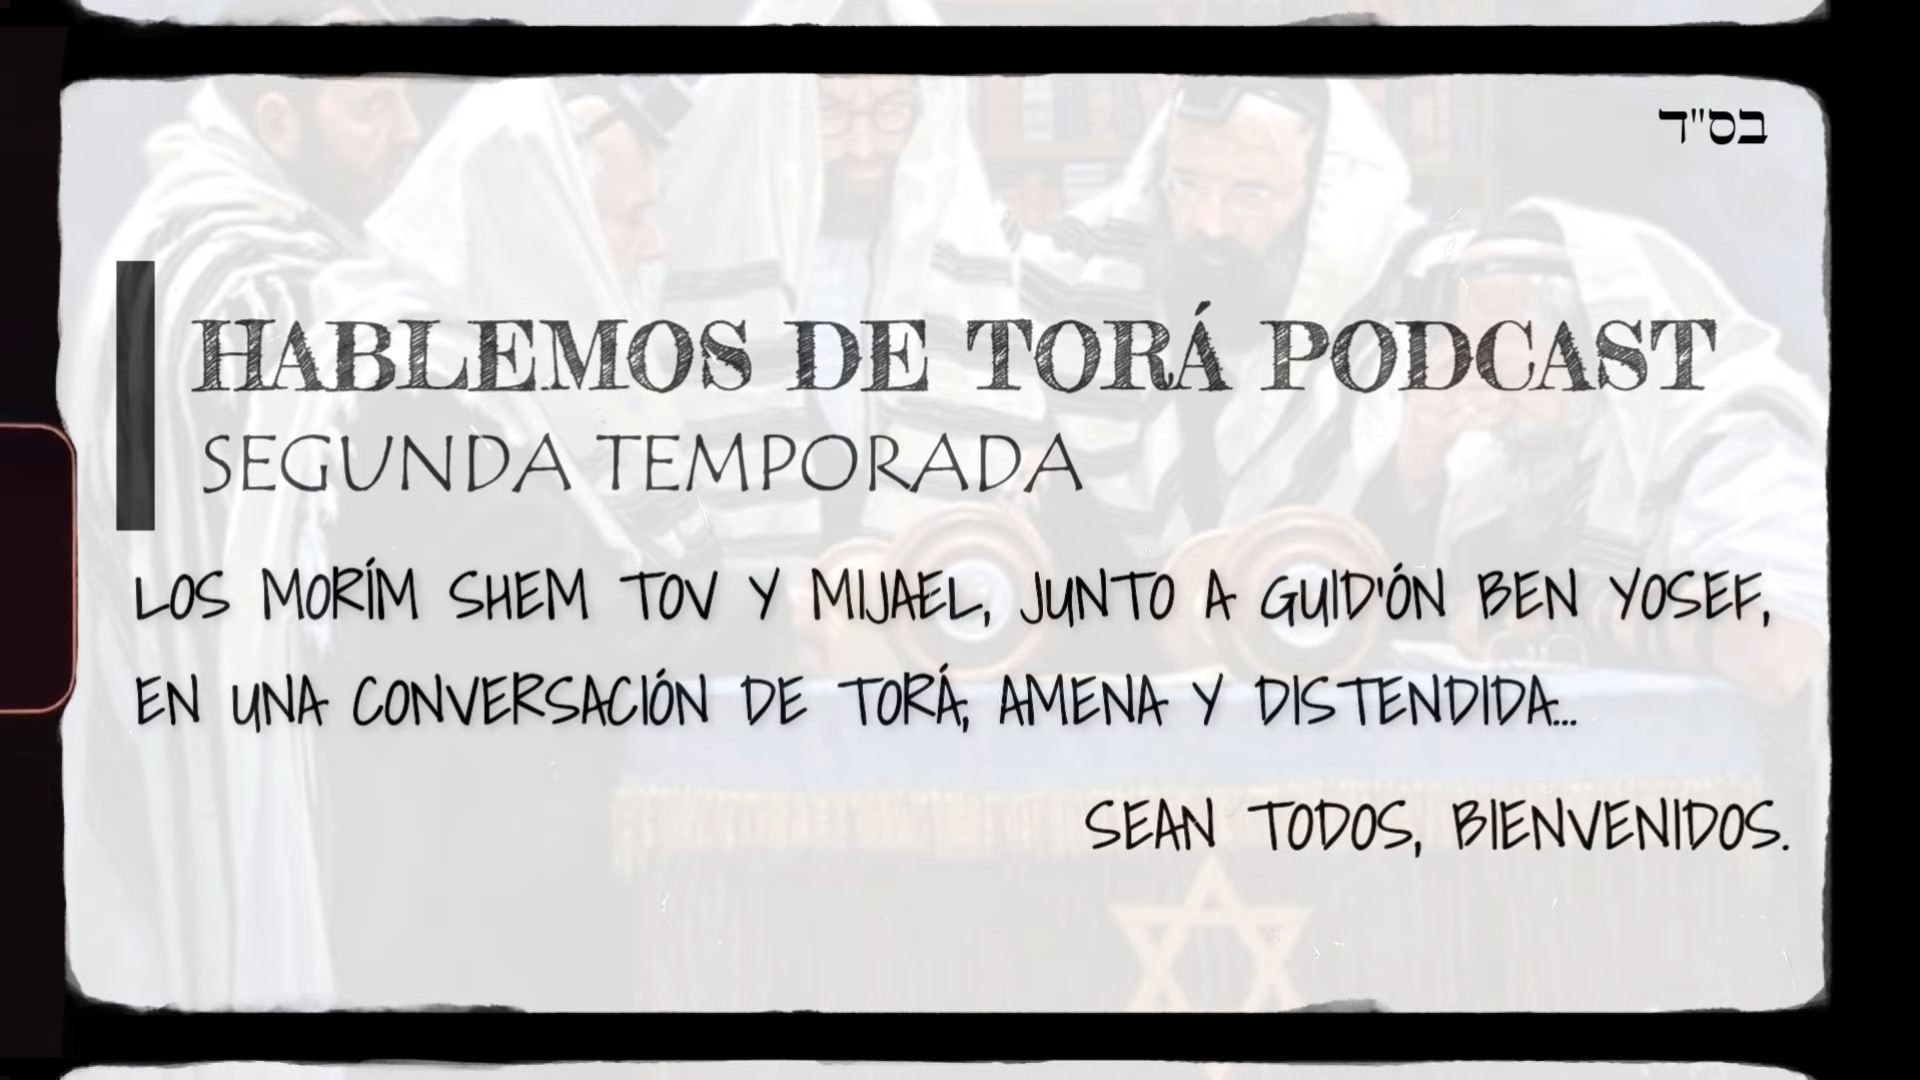 בס"ד
HABLEMOS DE TORÁ PODCAST
SEGUNDA TEMPORADA
LOS MORÍM SHEM TOV Y MIJAEL, JUNTO A GUID'ÓN BEN YOSEF,
EN UNA CONVERSACIÓN DE TORÁ, AMENA Y DISTENDIDA...
SEAN TODOS, BIENVENIDOS.